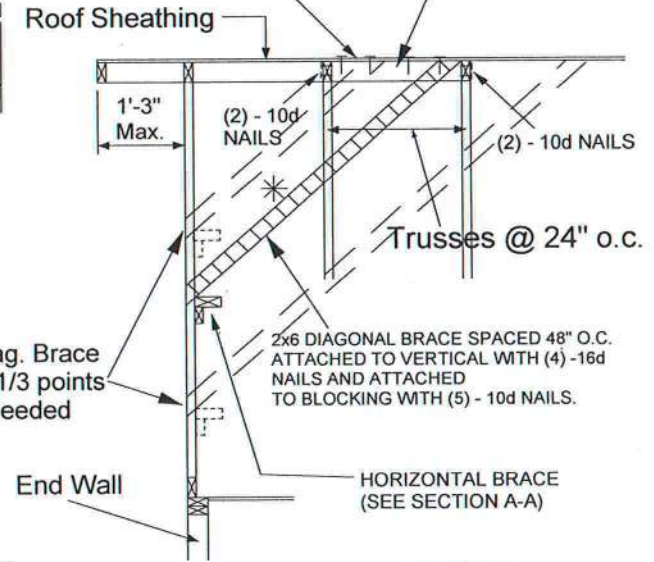 Roof Sheathing
1'-3"
Max.
(2) - 10d
NAILS
(2) - 10d NAILS
Trusses @ 24" o.c.
2x6 DIAGONAL BRACE SPACED 48" O.C.
ATTACHED TO VERTICAL WITH (4) -16d
NAILS AND ATTACHED
TO BLOCKING WITH (5) - 10d NAILS.
Brace
1/3 points
End Wall
HORIZONTAL BRACE
(SEE SECTION A-A)